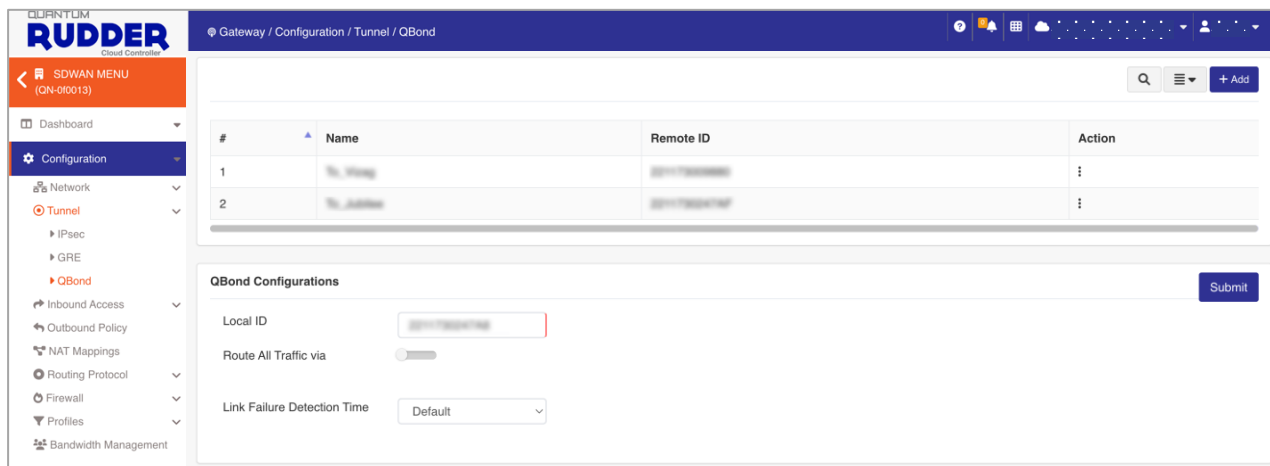 QUANTUM
RUDDER
Cloud Controller
Gateway / Configuration / Tunnel / QBond
SDWAN MENU
(QN-0f0013)
+ Add
Dashboard
# Name Remote ID Action
Configuration
1
Network
2
Tunnel
IPsec
GRE
QBond
QBond Configurations
Submit
Inbound Access
Local ID
Outbound Policy
NAT Mappings
Route All Traffic via
Routing Protocol
Firewall
Link Failure Detection Time Default
Profiles
Bandwidth Management